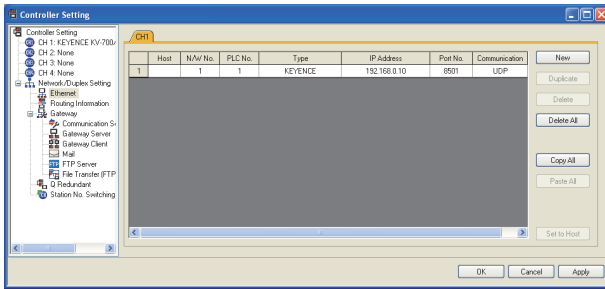 Controller Setting
Controller Setting
CH 1: KEYENCE KV-700/
CH 2: None
CH 3: None
CH 4: None
Network/Duplex Setting
Ethernet
Routing Information
Gateway
Communication Se
Gateway Server
Gateway Client
Mail
FTP Server
File Transfer (FTP
Q Redundant
Station No. Switching
CH1
Host N/W No. PLC No. Type IP Address Port No. Communication
1 1 1 KEYENCE 192.168.0.10 8501 UDP
New
Duplicate
Delete
Delete All
Copy All
Paste All
Set to Host
OK Cancel Apply